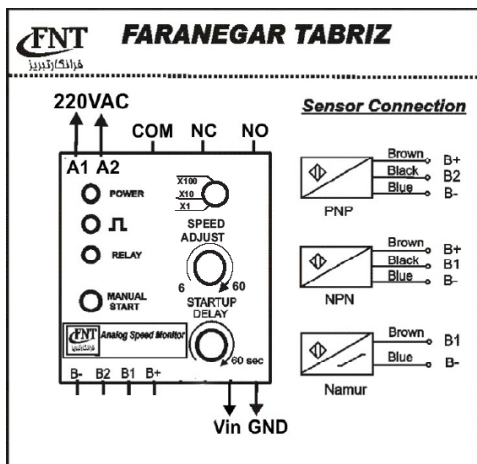 FNT FARANEGAR TABRIZ
فرانگارتبریز
220VAC
Sensor Connection
COM NC NO
A1 A2
POWER
RELAY
MANUAL
START
X100
X10
X1
SPEED
ADJUST
6 60
STARTUP
DELAY
60 sec
FNT Analog Speed Monitor
B- B2 B1 B+
Vin GND
Brown B+
Black B2
Blue B-
PNP
Brown B+
Black B1
Blue B-
NPN
Brown B1
Blue B-
Namur